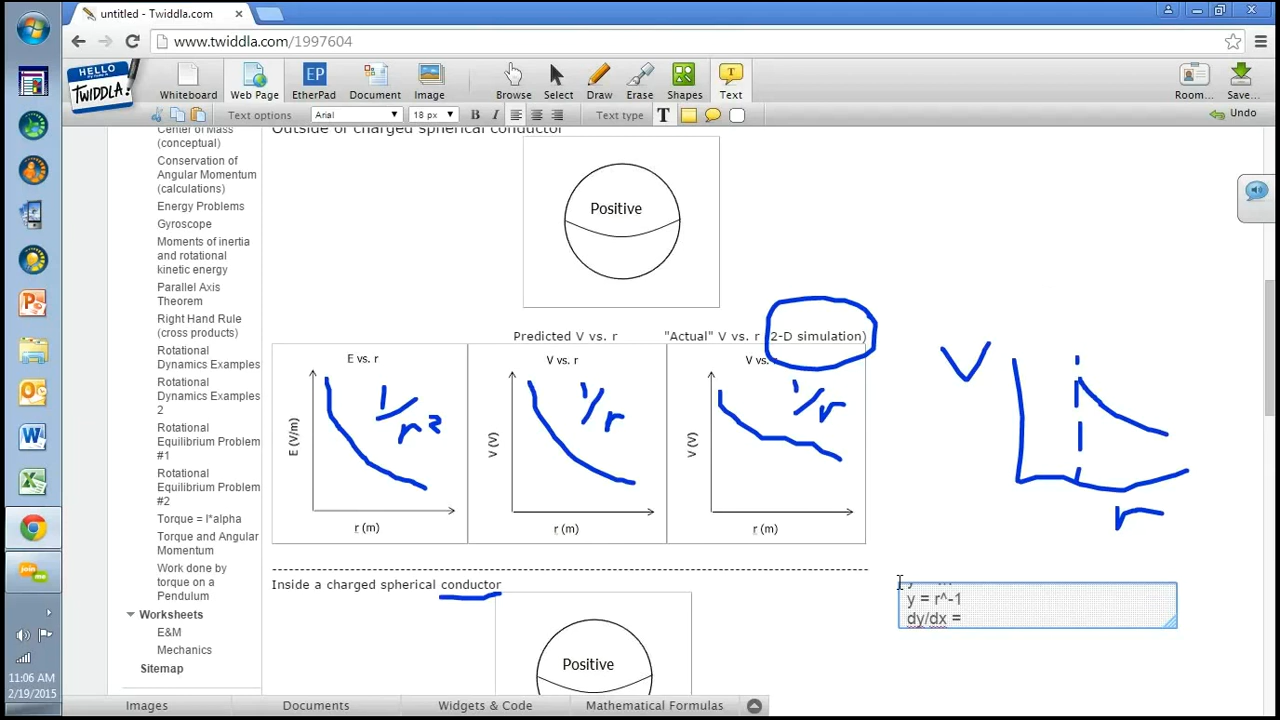 untitled - Twiddla.com
www.twiddla.com/1997604
HELLO
TWIDDLA!
Whiteboard
Web Page
EP
EtherPad
Document
Image
Browse
Select
Draw
Erase
Shapes
T
Text
Room...
Save...
Text options
Arial
18 px
B
I
Text type
T
Undo
Center of Mass
(conceptual)
Conservation of
Angular Momentum
(calculations)
Energy Problems
Gyroscope
Moments of inertia
and rotational
kinetic energy
Parallel Axis
Theorem
Right Hand Rule
(cross products)
Rotational
Dynamics Examples
Rotational
Dynamics Examples
2
Rotational
Equilibrium Problem
#1
Rotational
Equilibrium Problem
#2
Torque = I*alpha
Torque and Angular
Momentum
Work done by
torque on a
Pendulum
Worksheets
E&M
Mechanics
Sitemap
Outside of charged spherical conductor
Positive
Predicted V vs. r
"Actual" V vs. r (2-D simulation)
E vs. r
E (V/m)
r (m)
1/r2
V vs. r
V (V)
r (m)
1/r
V vs. r
V (V)
r (m)
1/r
V
r
Inside a charged spherical conductor
Positive
y = r^-1
dy/dx =
join
me
11:06 AM
2/19/2015
Images
Documents
Widgets & Code
Mathematical Formulas